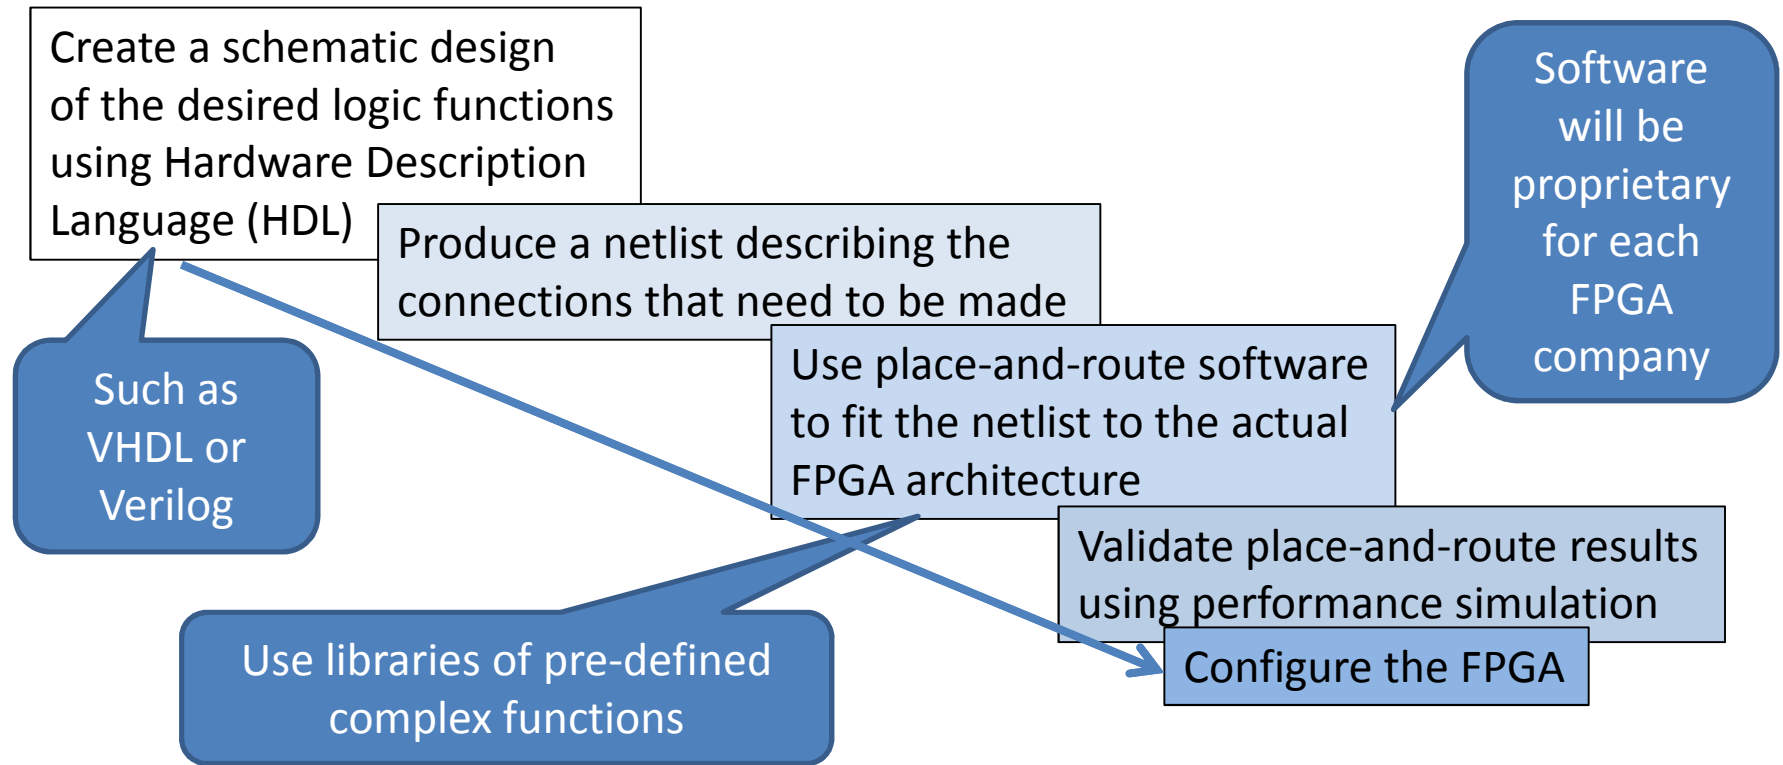 Create a schematic design
of the desired logic functions
using Hardware Description
Language (HDL)
Produce a netlist describing the
connections that need to be made
Use place-and-route software
to fit the netlist to the actual
FPGA architecture
Validate place-and-route results
using performance simulation
Configure the FPGA
Such as
VHDL or
Verilog
Use libraries of pre-defined
complex functions
Software
will be
proprietary
for each
FPGA
company